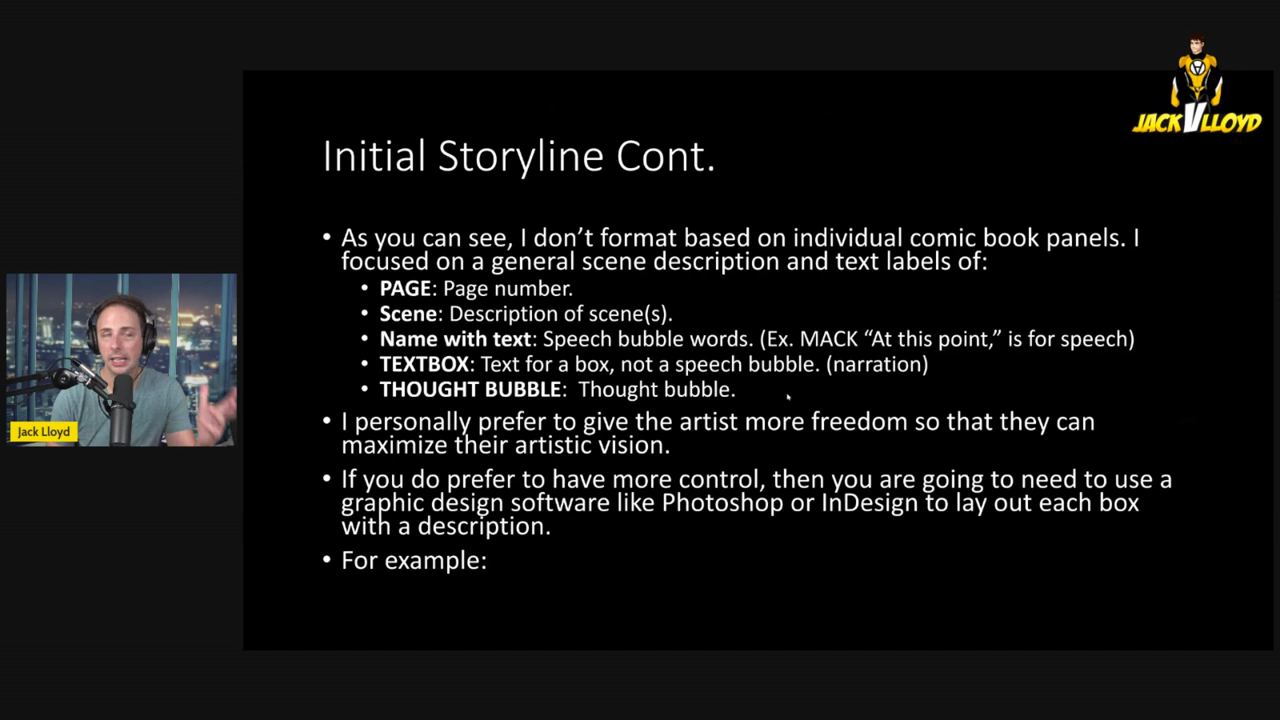 JACK V LLOYD
Initial Storyline Cont.
• As you can see, I don’t format based on individual comic book panels. I
focused on a general scene description and text labels of:
• PAGE: Page number.
• Scene: Description of scene(s).
• Name with text: Speech bubble words. (Ex. MACK “At this point,” is for speech)
• TEXTBOX: Text for a box, not a speech bubble. (narration)
• THOUGHT BUBBLE:  Thought bubble.
• I personally prefer to give the artist more freedom so that they can
maximize their artistic vision.
• If you do prefer to have more control, then you are going to need to use a
graphic design software like Photoshop or InDesign to lay out each box
with a description.
• For example:
Jack Lloyd